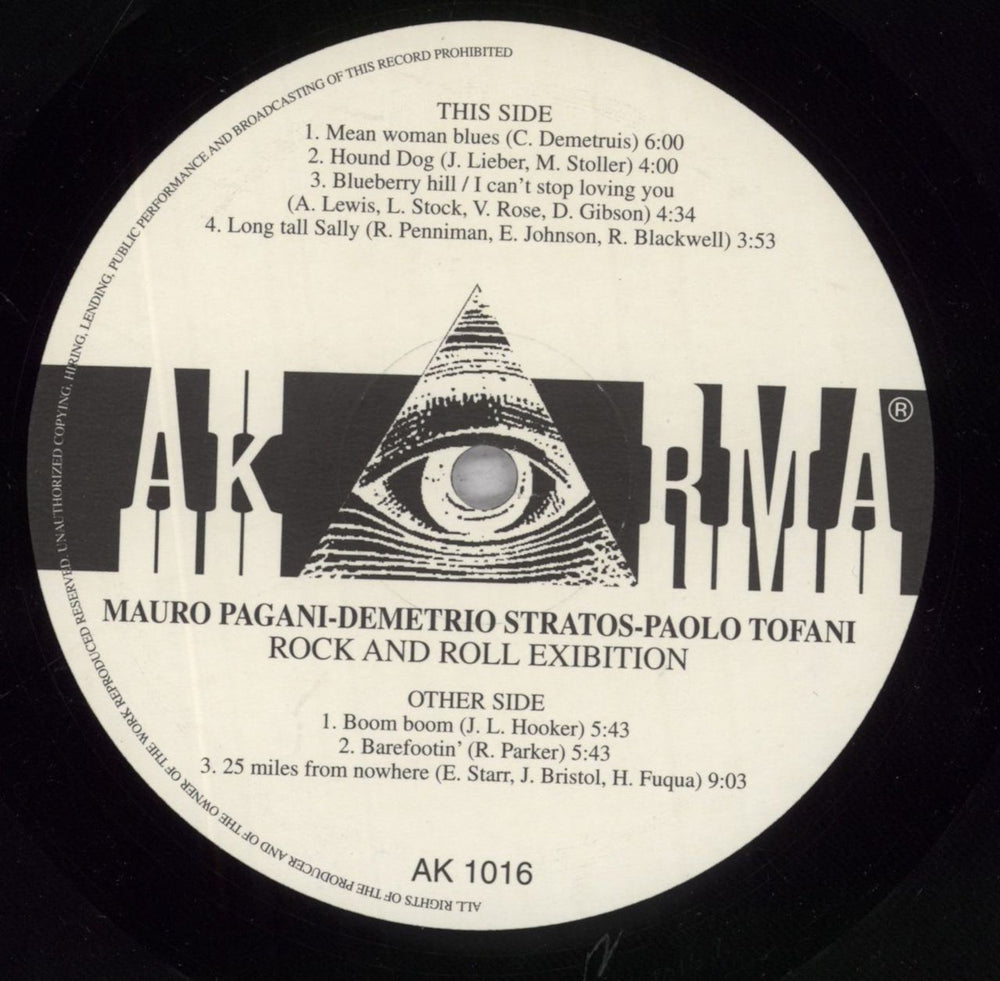 ALL RIGHTS OF THE PRODUCER AND OF THE OWNER OF THE WORK REPRODUCED RESERVED. UNAUTHORIZED COPYING, HIRING, LENDING, PUBLIC PERFORMANCE AND BROADCASTING OF THIS RECORD PROHIBITED
THIS SIDE
1. Mean woman blues (C. Demetruis) 6:00
2. Hound Dog (J. Lieber, M. Stoller) 4:00
3. Blueberry hill / I can't stop loving you
(A. Lewis, L. Stock, V. Rose, D. Gibson) 4:34
4. Long tall Sally (R. Penniman, E. Johnson, R. Blackwell) 3:53
AK RMA ®
MAURO PAGANI-DEMETRIO STRATOS-PAOLO TOFANI
ROCK AND ROLL EXIBITION
OTHER SIDE
1. Boom boom (J. L. Hooker) 5:43
2. Barefootin' (R. Parker) 5:43
3. 25 miles from nowhere (E. Starr, J. Bristol, H. Fuqua) 9:03
AK 1016